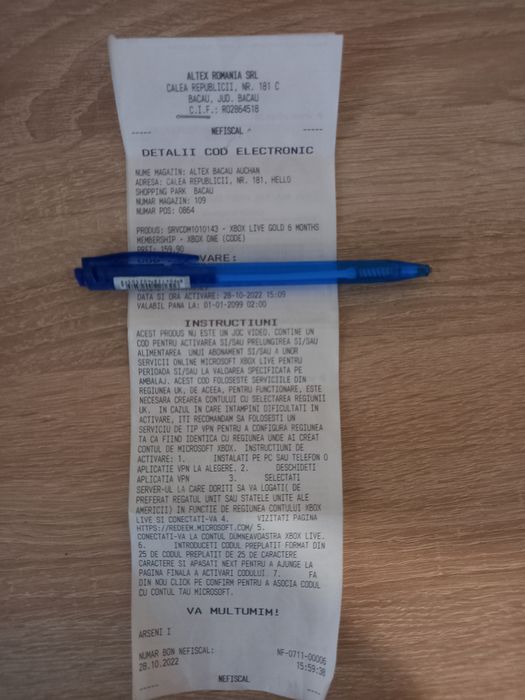 ALTEX ROMANIA SRL
CALEA REPUBLICII, NR. 181 C
BACAU, JUD. BACAU
C.I.F.: RO2864518
----- NEFISCAL -----
DETALII COD ELECTRONIC
NUME MAGAZIN: ALTEX BACAU AUCHAN
ADRESA: CALEA REPUBLICII, NR. 181, HELLO
SHOPPING PARK BACAU
NUMAR MAGAZIN: 109
NUMAR POS: 0864
PRODUS: SRVCDM1010143 - XBOX LIVE GOLD 6 MONTHS
MEMBERSHIP - XBOX ONE (CODE)
PRET: 159.90
VARE:
DATA SI ORA ACTIVARE: 28-10-2022 15:09
VALABIL PANA LA: 01-01-2099 02:00
INSTRUCTIUNI
ACEST PRODUS NU ESTE UN JOC VIDEO. CONTINE UN
COD PENTRU ACTIVAREA SI/SAU PRELUNGIREA SI/SAU
ALIMENTAREA UNUI ABONAMENT SI/SAU A UNOR
SERVICII ONLINE MICROSOFT XBOX LIVE PENTRU
PERIOADA SI/SAU LA VALOAREA SPECIFICATA PE
AMBALAJ. ACEST COD FOLOSESTE SERVICIILE DIN
REGIUNEA UK, DE ACEEA, PENTRU FUNCTIONARE, ESTE
NECESARA CREAREA CONTULUI CU SELECTAREA REGIUNII
UK. IN CAZUL IN CARE INTAMPINI DIFICULTATI IN
ACTIVARE, ITI RECOMANDAM SA FOLOSESTI UN
SERVICIU DE TIP VPN PENTRU A CONFIGURA REGIUNEA
TA CA FIIND IDENTICA CU REGIUNEA UNDE AI CREAT
CONTUL DE MICROSOFT XBOX. INSTRUCTIUNI DE
ACTIVARE: 1. INSTALATI PE PC SAU TELEFON O
APLICATIE VPN LA ALEGERE. 2. DESCHIDETI
APLICATIA VPN 3. SELECTATI
SERVER-UL LA CARE DORITI SA VA LOGATI( DE
PREFERAT REGATUL UNIT SAU STATELE UNITE ALE
AMERICII) IN FUNCTIE DE REGIUNEA CONTULUI XBOX
LIVE SI CONECTATI-VA 4. VIZITATI PAGINA
HTTPS://REDEEM.MICROSOFT.COM/ 5.
CONECTATI-VA LA CONTUL DUMNEAVOASTRA XBOX LIVE.
6. INTRODUCETI CODUL PREPLATIT FORMAT DIN
25 DE CODUL PREPLATIT DE 25 DE CARACTERE
CARACTERE SI APASATI NEXT PENTRU A AJUNGE LA
PAGINA FINALA A ACTIVARI CODULUI. 7. FA
DIN NOU CLICK PE CONFIRM PENTRU A ASOCIA CODUL
CU CONTUL TAU MICROSOFT.
VA MULTUMIM!
ARSENI I
NUMAR BON NEFISCAL: NF-0711-00006
28.10.2022 15:59:38
NEFISCAL